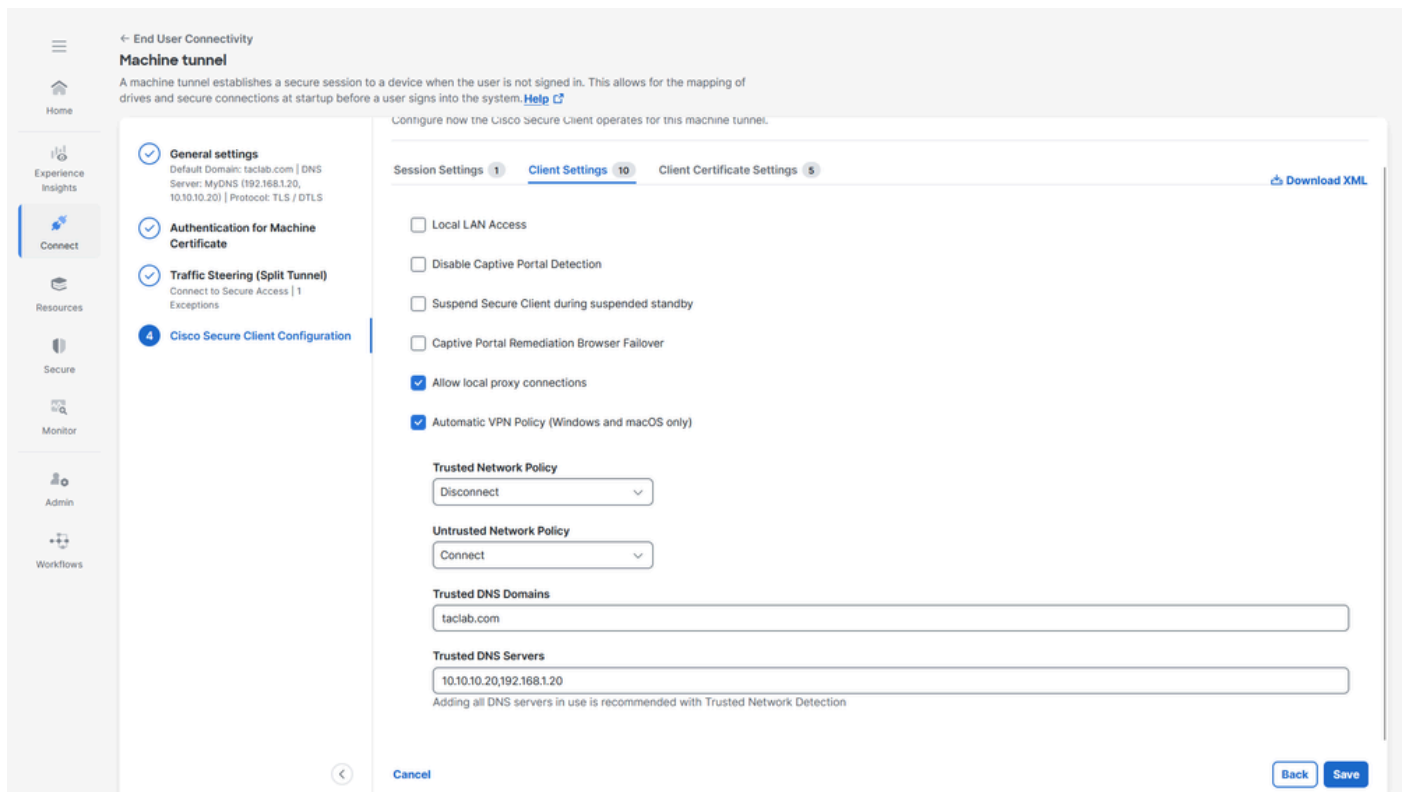 ← End User Connectivity
Machine tunnel
A machine tunnel establishes a secure session to a device when the user is not signed in. This allows for the mapping of
drives and secure connections at startup before a user signs into the system. Help
Home
Experience
Insights
Connect
Resources
Secure
Monitor
Admin
Workflows
General settings
Default Domain: taclab.com | DNS
Server: MyDNS (192.168.1.20,
10.10.10.20) | Protocol: TLS / DTLS
Authentication for Machine
Certificate
Traffic Steering (Split Tunnel)
Connect to Secure Access | 1
Exceptions
4 Cisco Secure Client Configuration
Configure how the Cisco Secure Client operates for this machine tunnel.
Session Settings 1 Client Settings 10 Client Certificate Settings 5
Download XML
Local LAN Access
Disable Captive Portal Detection
Suspend Secure Client during suspended standby
Captive Portal Remediation Browser Failover
Allow local proxy connections
Automatic VPN Policy (Windows and macOS only)
Trusted Network Policy
Disconnect
Untrusted Network Policy
Connect
Trusted DNS Domains
taclab.com
Trusted DNS Servers
10.10.10.20,192.168.1.20
Adding all DNS servers in use is recommended with Trusted Network Detection
Cancel Back Save